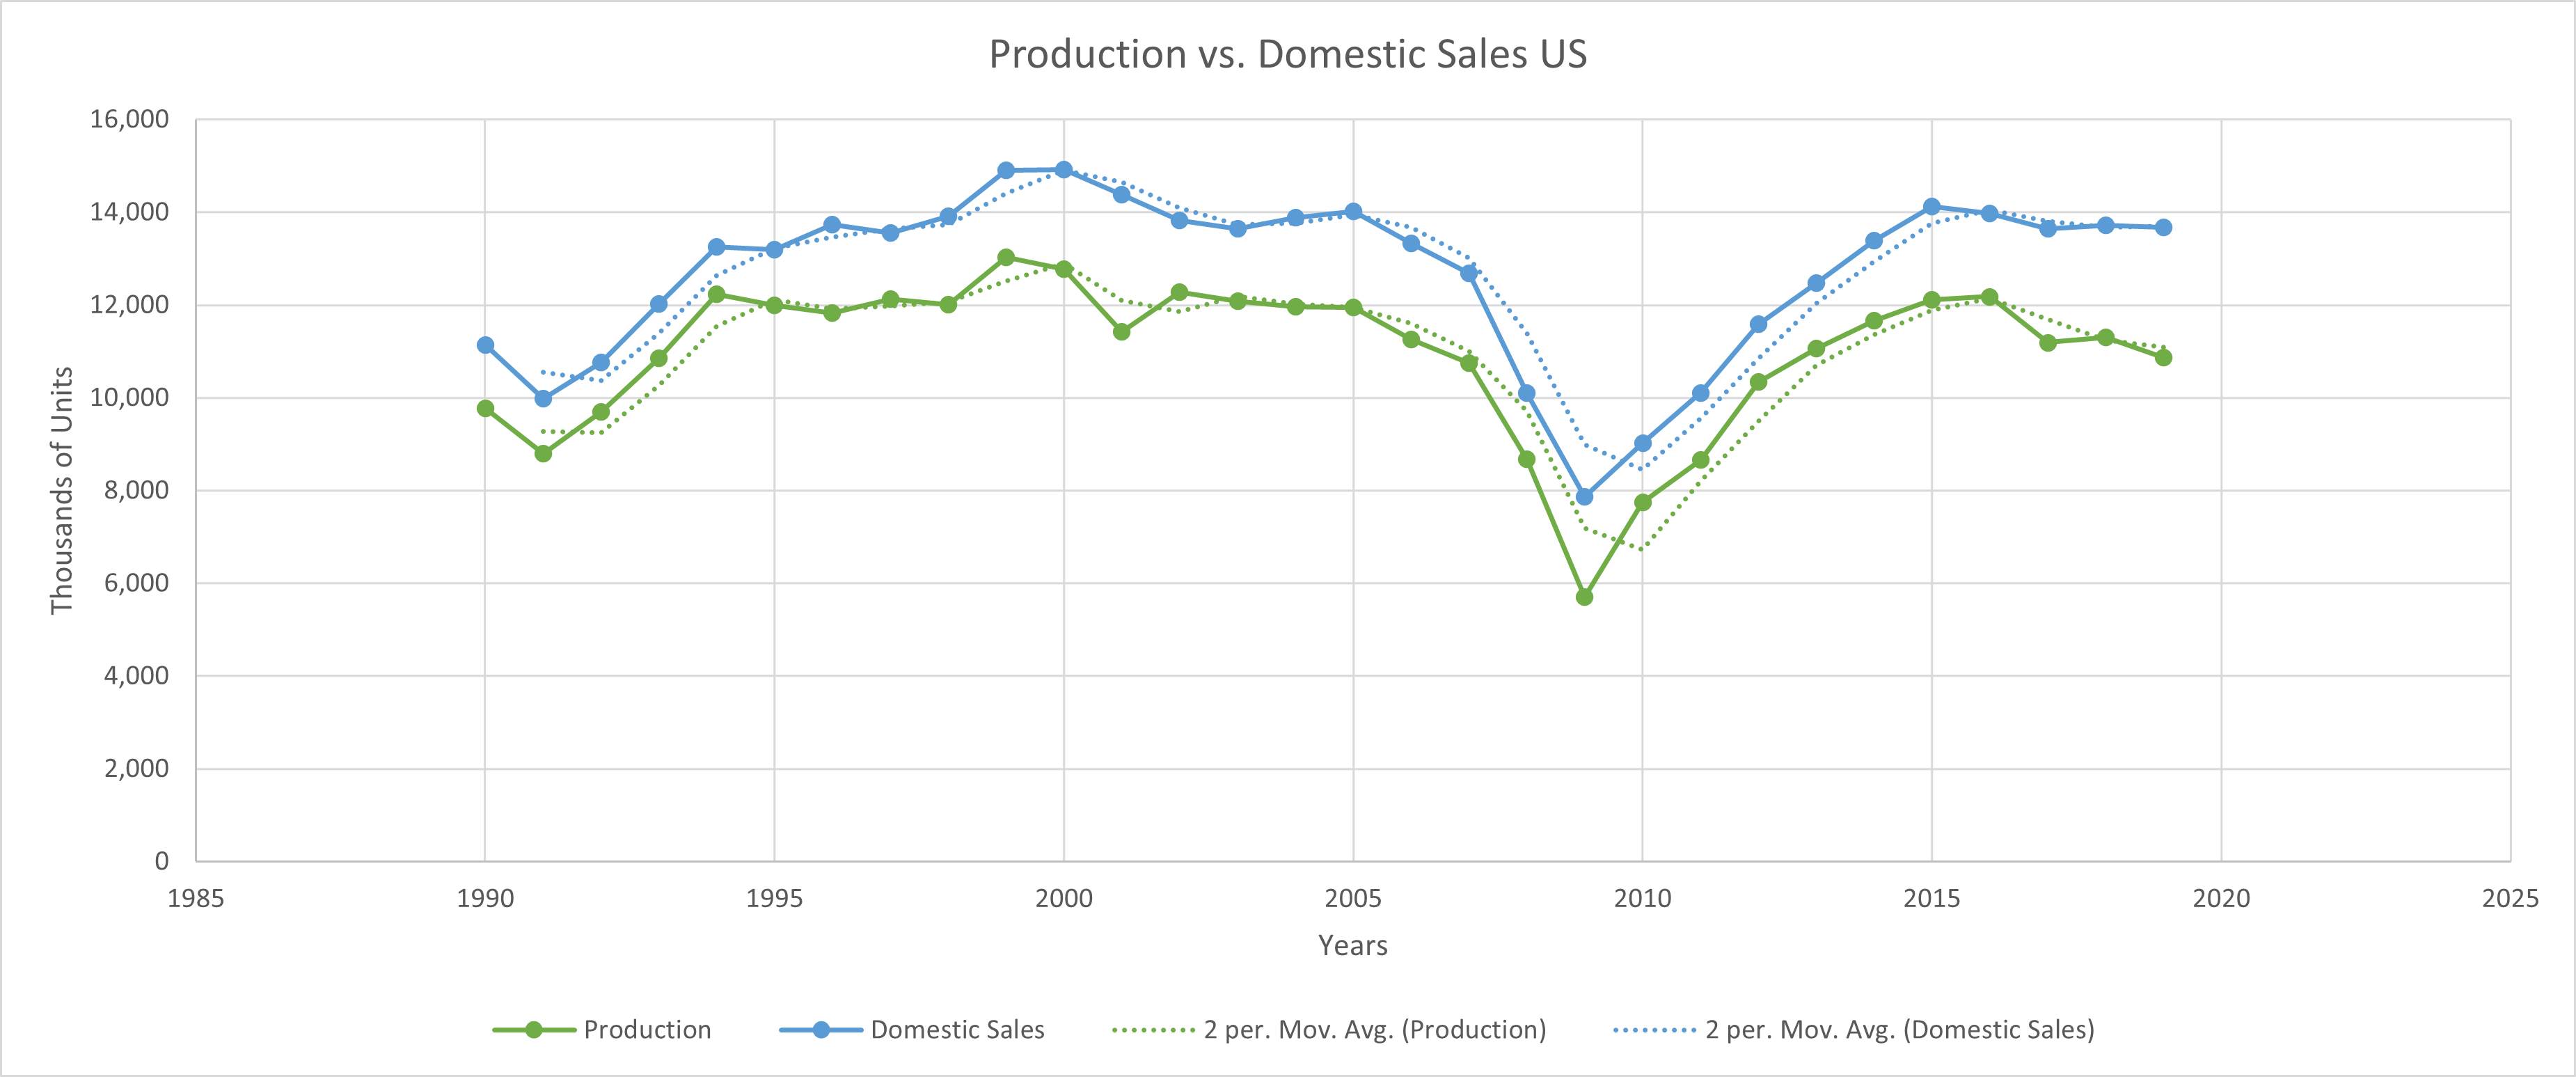 Production vs. Domestic Sales US
16,000
14,000
12,000
10,000
8,000
6,000
4,000
2,000
0
Thousands of Units
1985 1990 1995 2000 2005 2010 2015 2020 2025
Years
Production Domestic Sales 2 per. Mov. Avg. (Production) 2 per. Mov. Avg. (Domestic Sales)